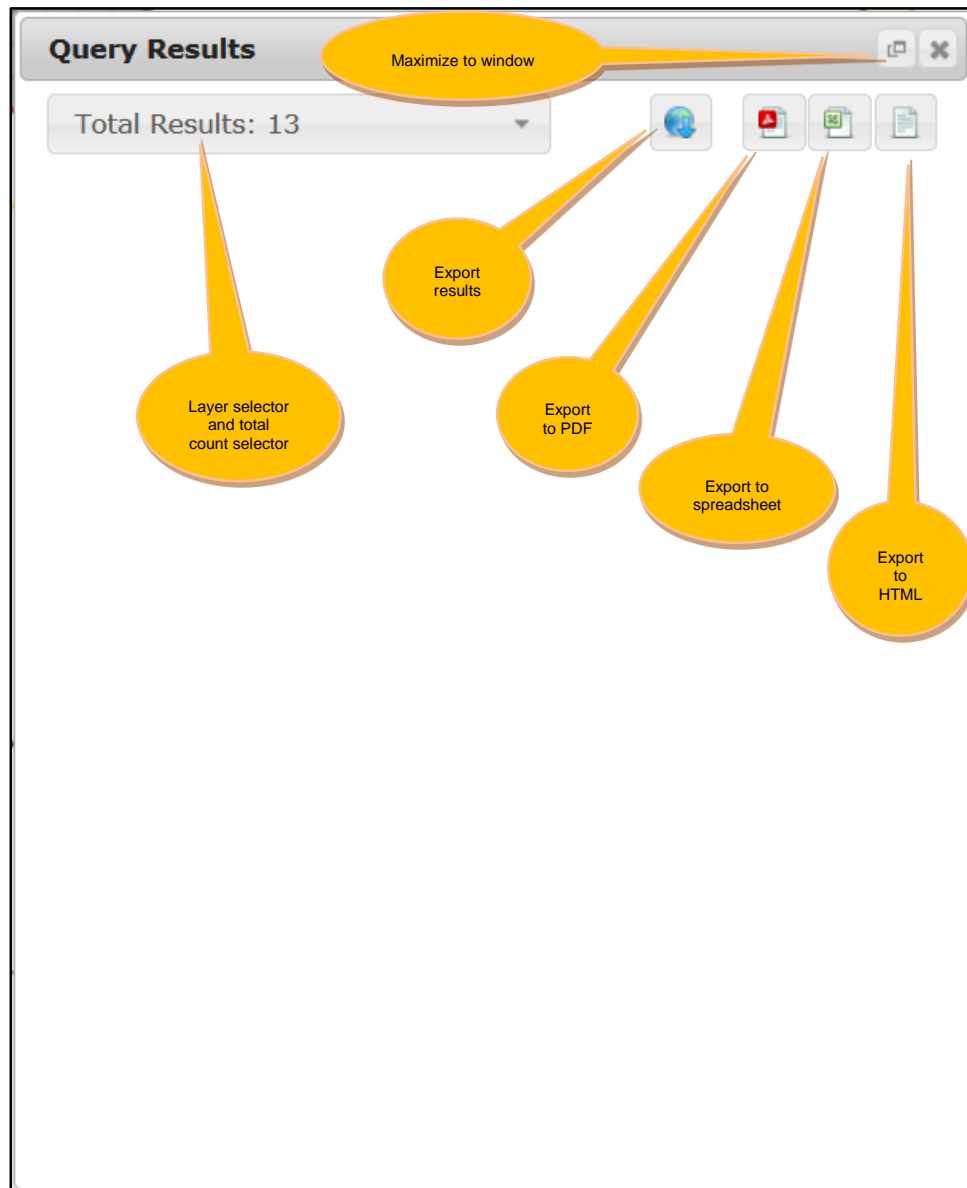 Query Results
Maximize to window
Total Results: 13
Export
results
Layer selector
and total
count selector
Export
to PDF
Export to
spreadsheet
Export
to
HTML